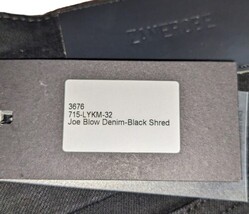 3676
715-LYKM-32
Joe Blow Denim-Black Shred